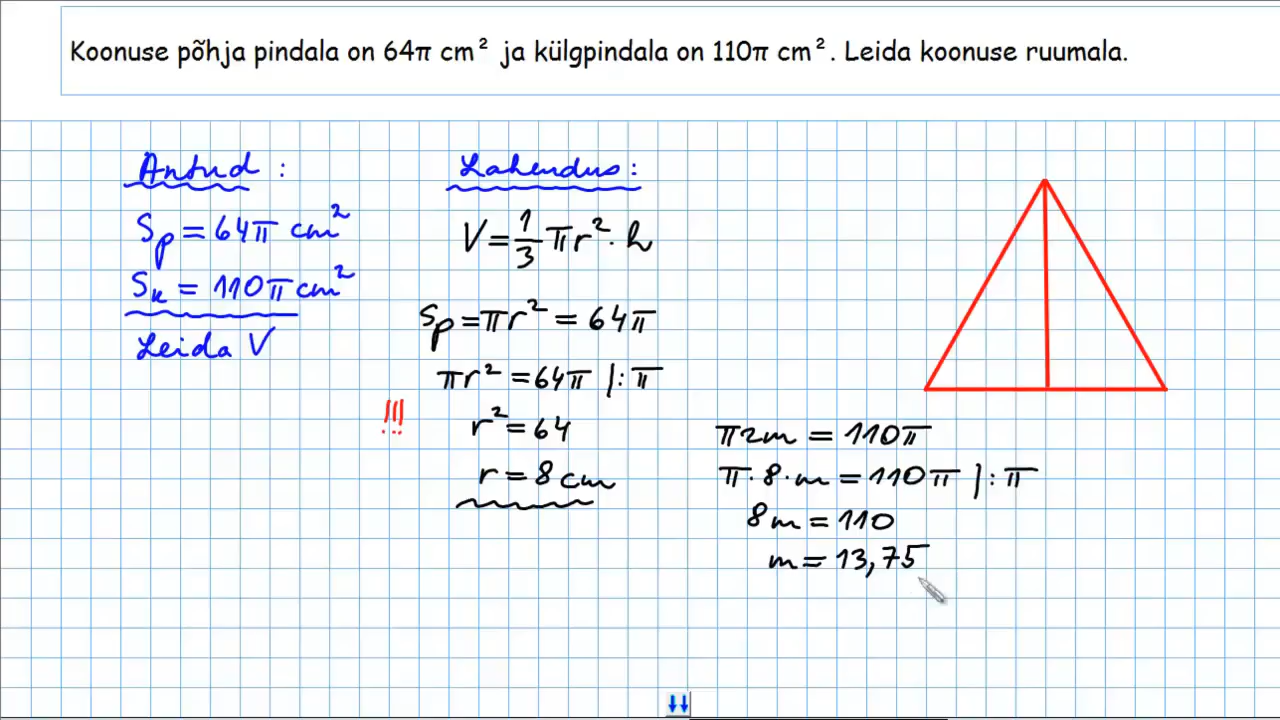 Koonuse põhja pindala on 64π cm² ja külgpindala on 110π cm². Leida koonuse ruumala.
Antud :
Sp = 64π cm²
Sk = 110π cm²
Leida V
Lahendus:
V = 1/3 πr² · h
Sp = πr² = 64π
πr² = 64π |: π
!!!
r² = 64
r = 8 cm
πrm = 110π
π · 8 · m = 110π |: π
8m = 110
m = 13,75